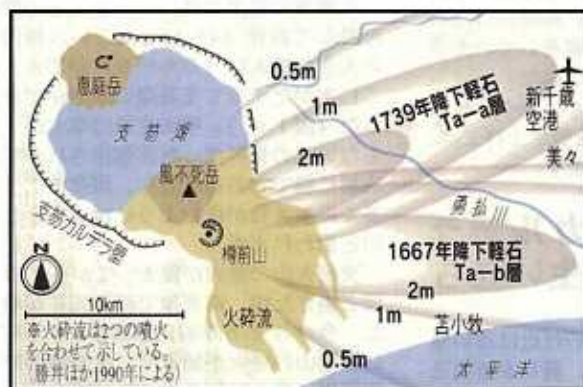 恵庭岳
支笏湖
風不死岳
樽前山
支笏カルデラ壁
火砕流
0.5m
1m
2m
1739年降下軽石
Ta-a層
新千歳
空港
美々
勇払川
1667年降下軽石
Ta-b層
2m
1m
0.5m
苫小牧
太平洋
N
10km
※火砕流は2つの噴火
を合わせて示している。
(勝井ほか1990年による)